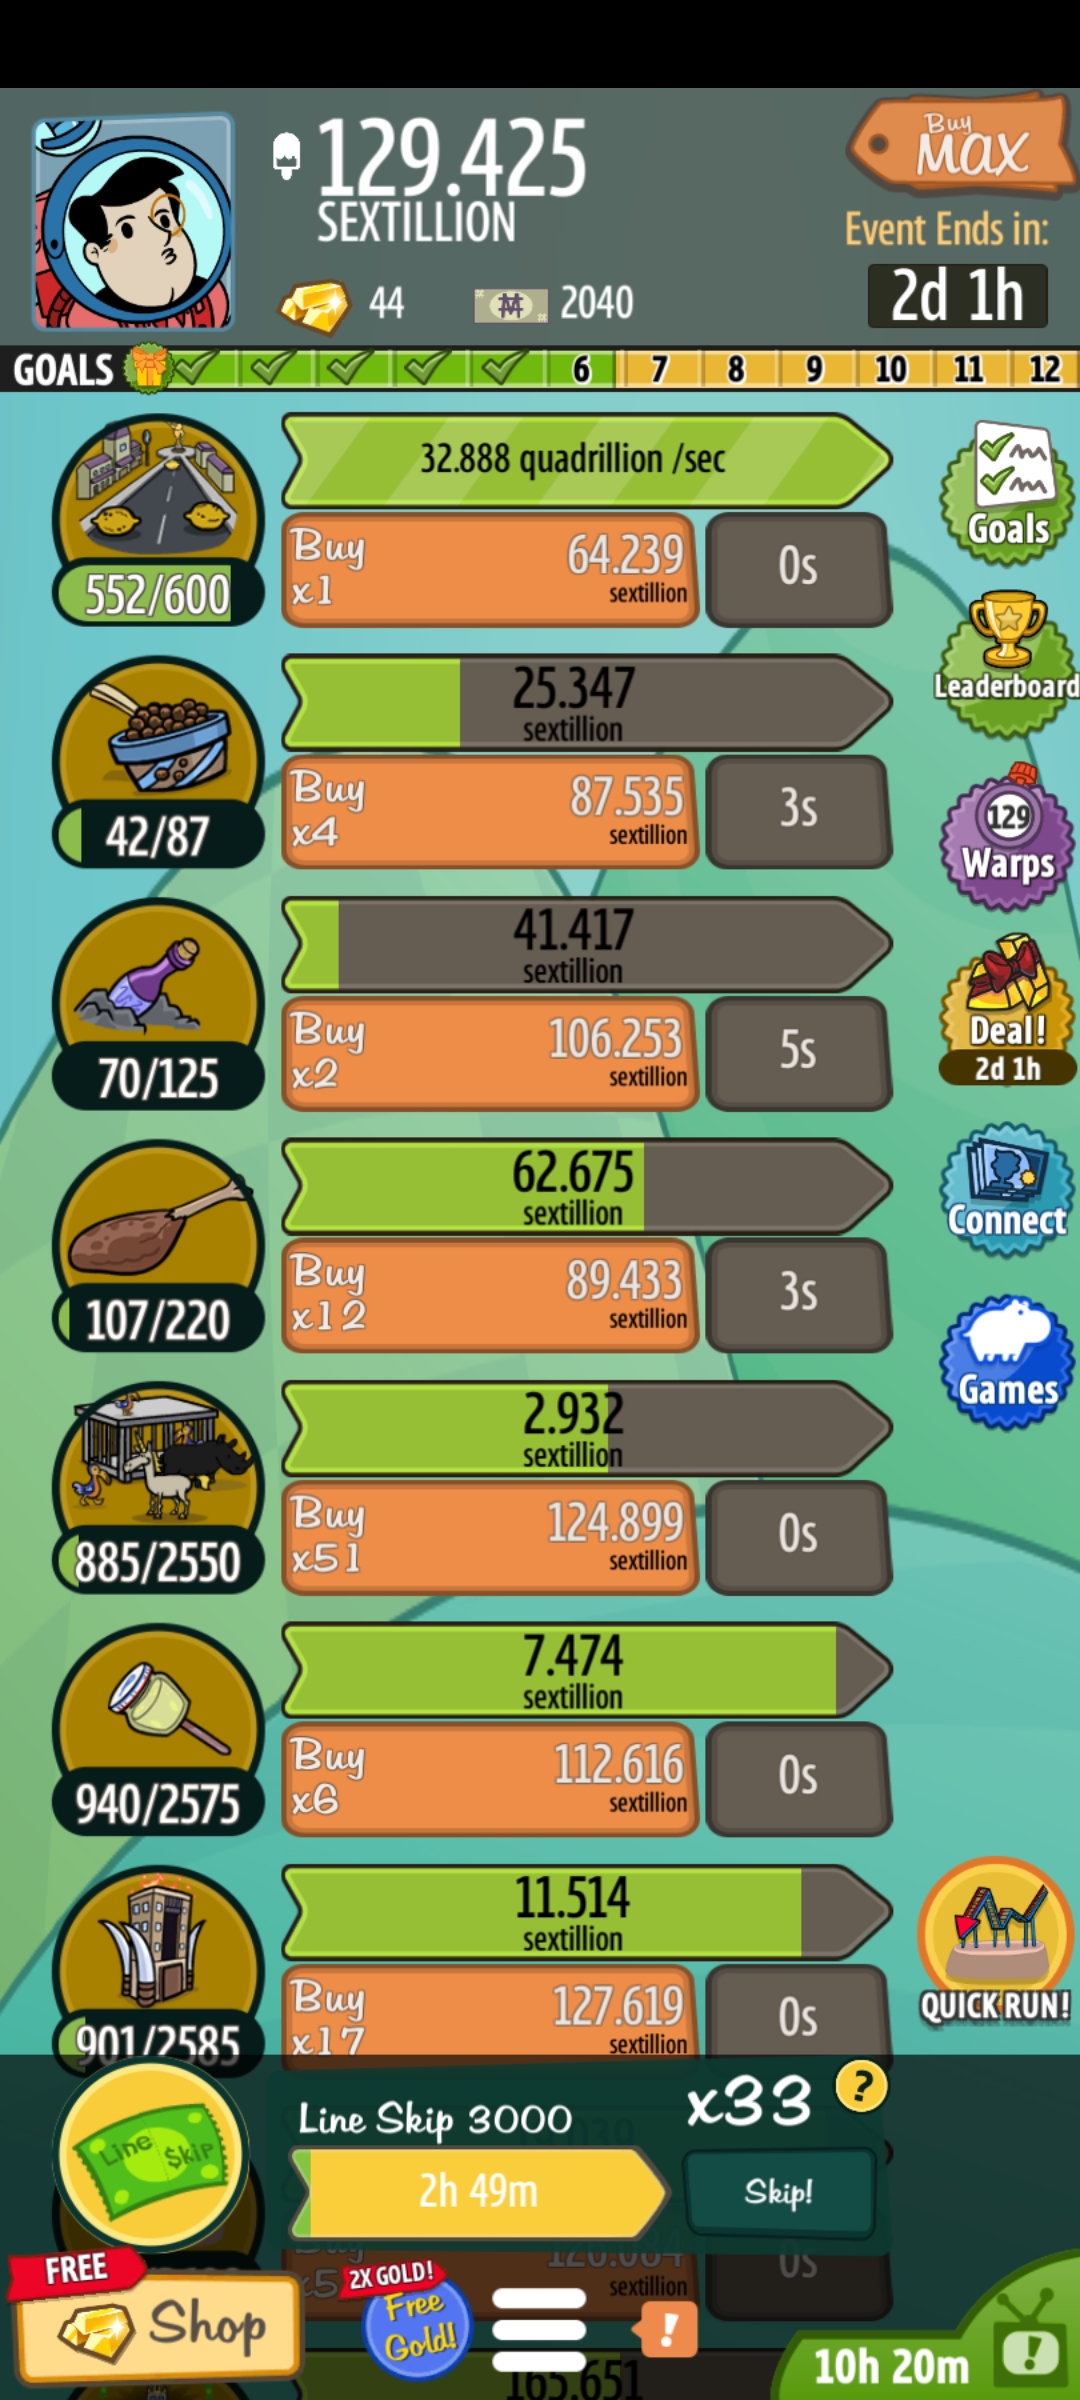 129.425
SEXTILLION
Buy
MAX
Event Ends in:
2d 1h
44
2040
GOALS
6 7 8 9 10 11 12
32.888 quadrillion /sec
Buy
x1
64.239
sextillion
0s
552/600
Goals
Leaderboard
25.347
sextillion
Buy
x4
87.535
sextillion
3s
42/87
129
Warps
41.417
sextillion
Buy
x2
106.253
sextillion
5s
70/125
Deal!
2d 1h
62.675
sextillion
Buy
x12
89.433
sextillion
3s
107/220
Connect
Games
2.932
sextillion
Buy
x51
124.899
sextillion
0s
885/2550
7.474
sextillion
Buy
x6
112.616
sextillion
0s
940/2575
11.514
sextillion
Buy
x17
127.619
sextillion
0s
901/2585
QUICK RUN!
Line Skip
Line Skip 3000
x33
?
2h 49m
Skip!
sextillion
0s
FREE
Shop
2X GOLD!
Free
Gold!
!
165.651
10h 20m
!